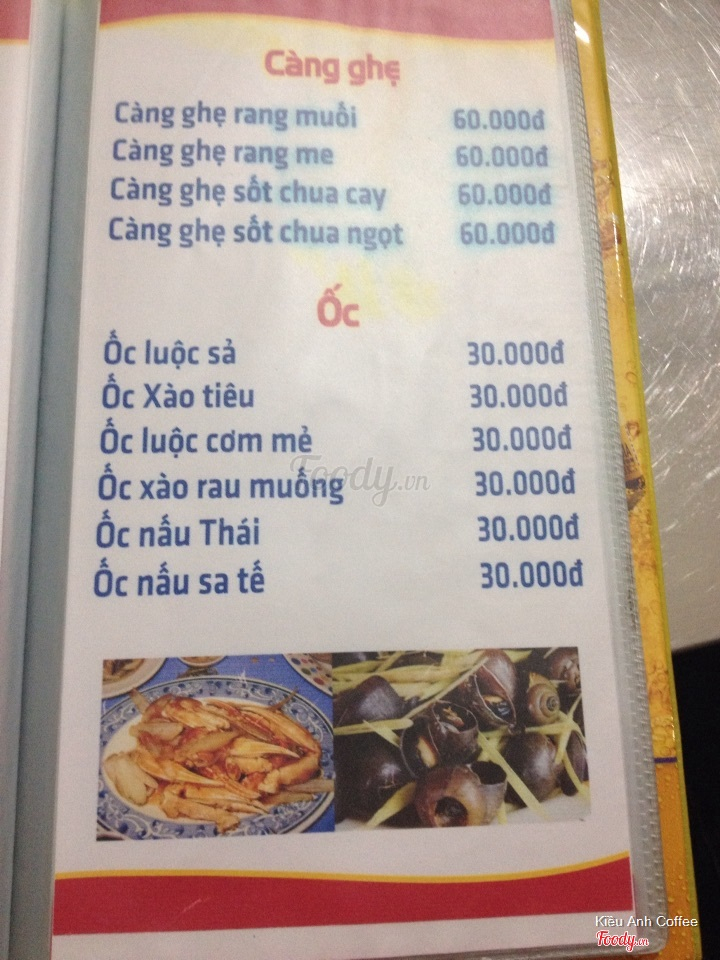 Càng ghẹ
Càng ghẹ rang muối 60.000đ
Càng ghẹ rang me 60.000đ
Càng ghẹ sốt chua cay 60.000đ
Càng ghẹ sốt chua ngọt 60.000đ
Ốc
Ốc luộc sả 30.000đ
Ốc Xào tiêu 30.000đ
Ốc luộc cơm mẻ 30.000đ
Foody.vn
Ốc xào rau muống 30.000đ
Ốc nấu Thái 30.000đ
Ốc nấu sa tế 30.000đ
Kiều Anh Coffee
Foody.vn